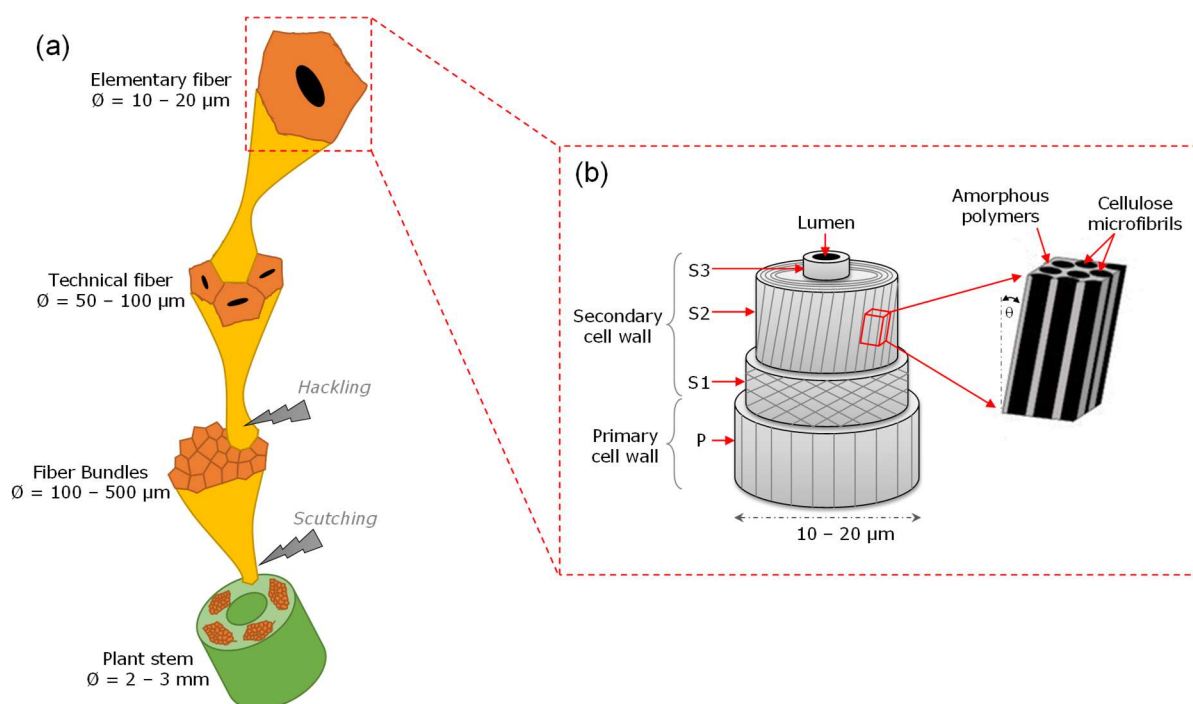 (a)
Elementary fiber
Ø = 10 – 20 µm
Technical fiber
Ø = 50 – 100 µm
Hackling
Fiber Bundles
Ø = 100 – 500 µm
Scutching
Plant stem
Ø = 2 – 3 mm
(b)
Lumen
Amorphous
polymers
Cellulose
microfibrils
S3
Secondary
cell wall
S2
θ
S1
Primary
cell wall
P
10 – 20 µm